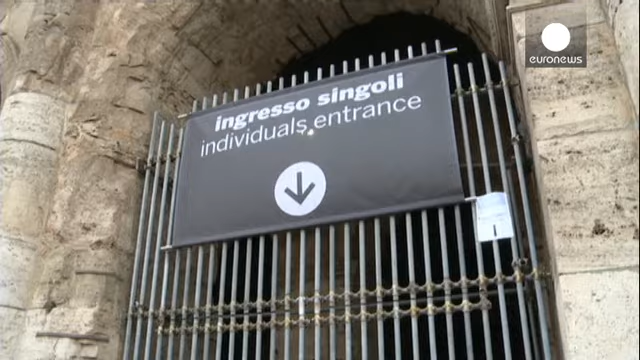 euronews
ingresso singoli
individuals entrance